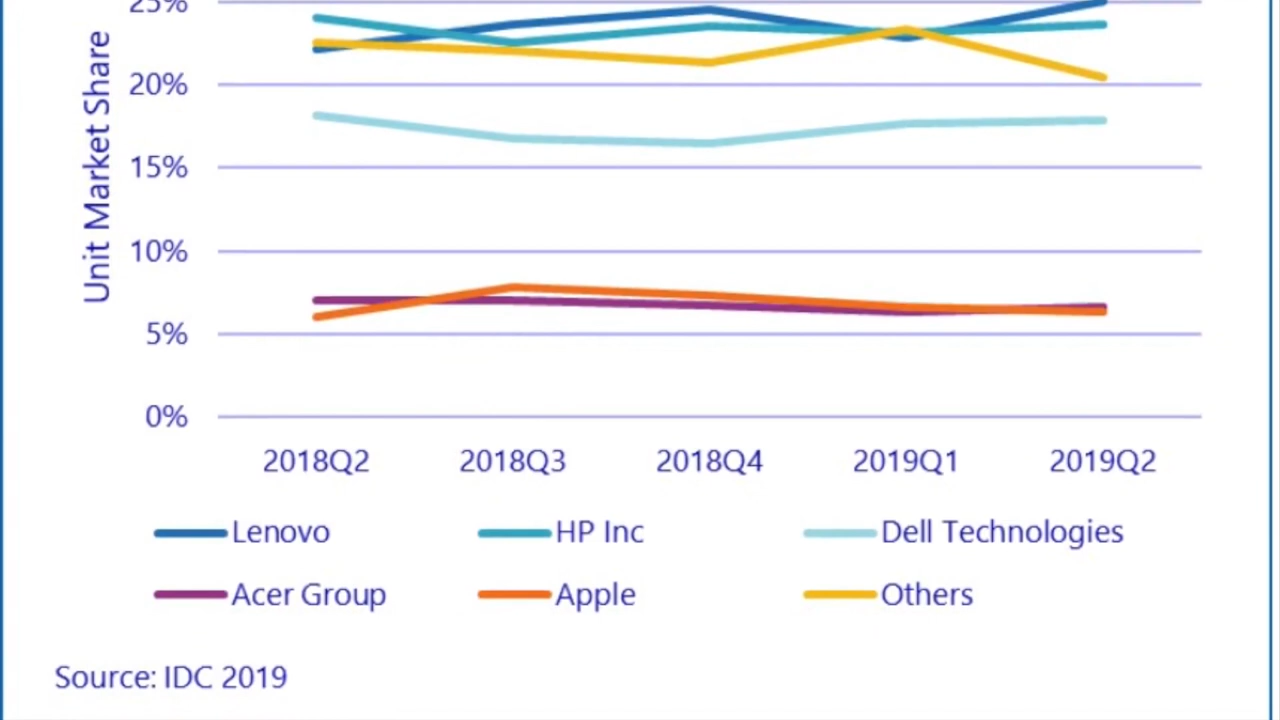 25%
20%
15%
10%
5%
0%
Unit Market Share
2018Q2 2018Q3 2018Q4 2019Q1 2019Q2
Lenovo HP Inc Dell Technologies
Acer Group Apple Others
Source: IDC 2019